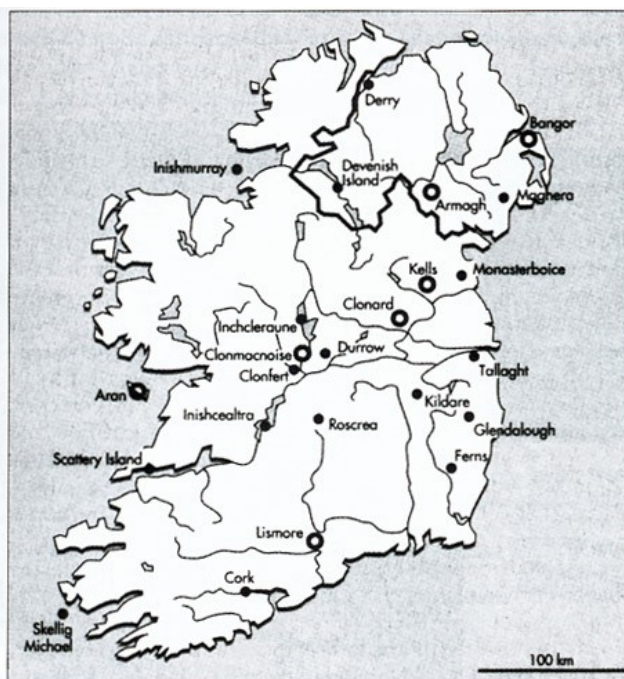 Derry
Bangor
Inishmurray
Devenish
Island
Armagh
Maghera
Kells
Monasterboice
Clonard
Inchcleraune
Clonmacnoise
Durrow
Clonfert
Tallaght
Aran
Kildare
Inishcealtra
Roscrea
Glendalough
Scattery Island
Ferns
Lismore
Cork
Skellig
Michael
100 km